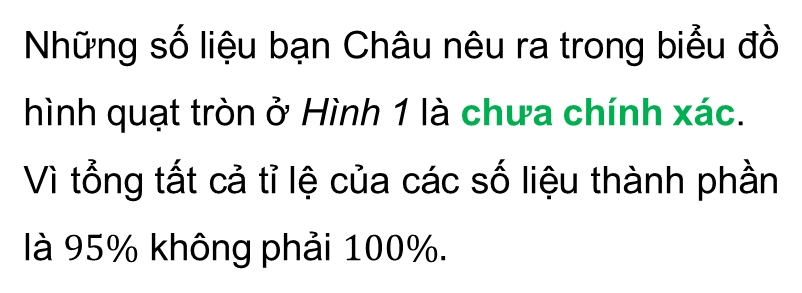 Những số liệu bạn Châu nêu ra trong biểu đồ
hình quạt tròn ở Hình 1 là chưa chính xác.
Vì tổng tất cả tỉ lệ của các số liệu thành phần
là 95% không phải 100%.